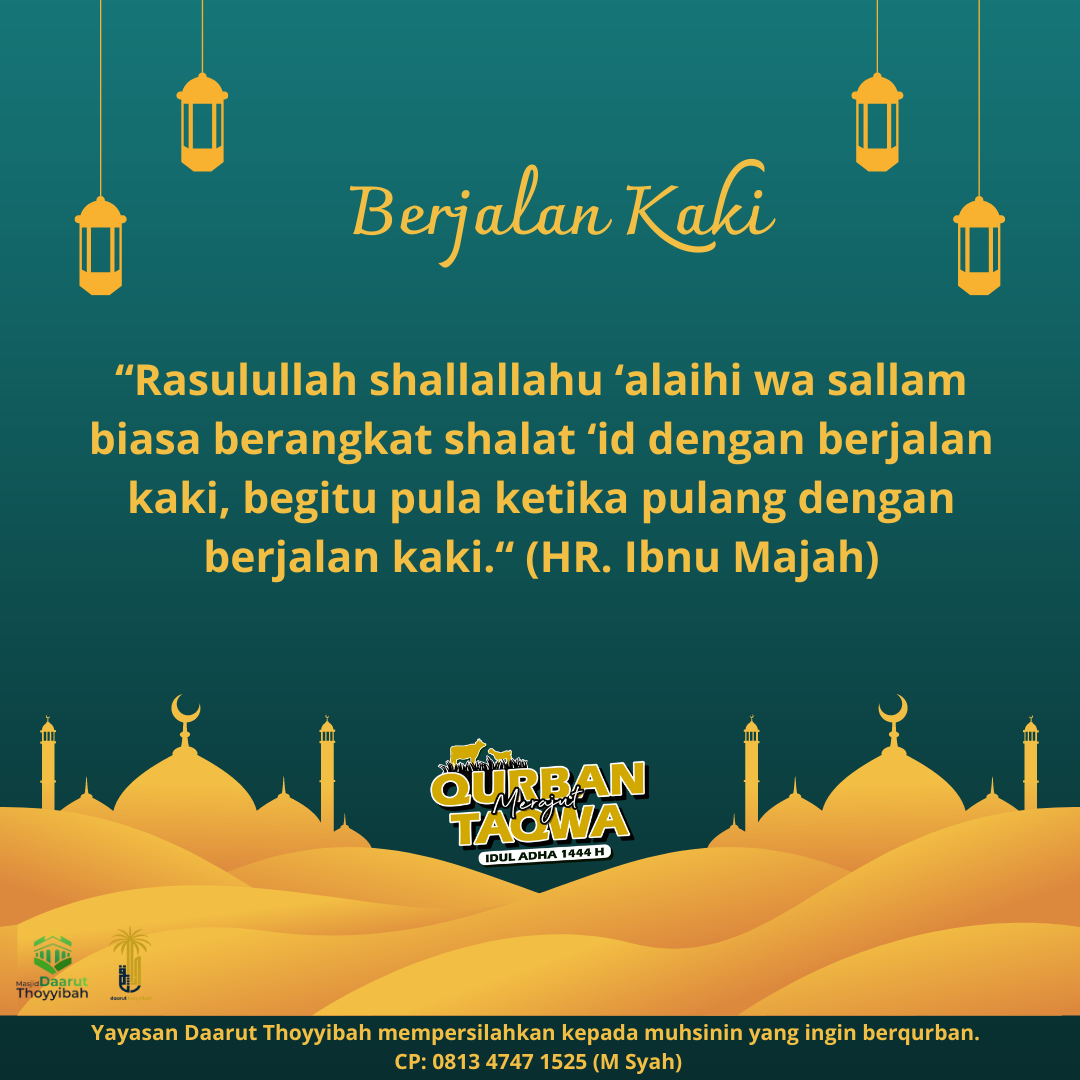 Berjalan Kaki
“Rasulullah shallallahu ‘alaihi wa sallam
biasa berangkat shalat ‘id dengan berjalan
kaki, begitu pula ketika pulang dengan
berjalan kaki.“ (HR. Ibnu Majah)
QURBAN
Merajut
TAQWA
IDUL ADHA 1444 H
Masjid Daarut
Thoyyibah
daarut
Yayasan Daarut Thoyyibah mempersilahkan kepada muhsinin yang ingin berqurban.
CP: 0813 4747 1525 (M Syah)